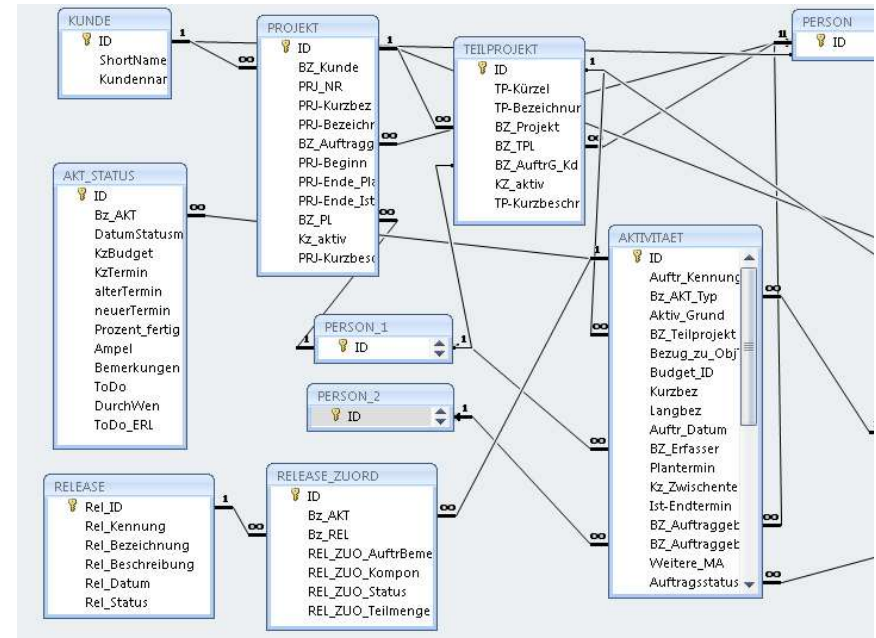 KUNDE
ID
ShortName
Kundennar
PROJEKT
ID
BZ_Kunde
PRJ_NR
PRJ-Kurzbez
PRJ-Bezeichr
BZ_Auftragg
PRJ-Beginn
PRJ-Ende_Pla
PRJ-Ende_Ist
BZ_PL
Kz_aktiv
PRJ-Kurzbesc
TEILPROJEKT
ID
TP-Kürzel
TP-Bezeichnur
BZ_Projekt
BZ_TPL
BZ_AuftrG_Kd
KZ_aktiv
TP-Kurzbeschr
PERSON
ID
AKT_STATUS
ID
Bz_AKT
DatumStatusm
KzBudget
KzTermin
alterTermin
neuerTermin
Prozent_fertig
Ampel
Bemerkungen
ToDo
DurchWen
ToDo_ERL
PERSON_1
ID
PERSON_2
ID
AKTIVITAET
ID
Auftr_Kennung
Bz_AKT_Typ
Aktiv_Grund
BZ_Teilprojekt
Bezug_zu_Obj
Budget_ID
Kurzbez
Langbez
Auftr_Datum
BZ_Erfasser
Plantermin
Kz_Zwischente
Ist-Endtermin
BZ_Auftraggeb
BZ_Auftraggeb
Weitere_MA
Auftragsstatus
RELEASE
Rel_ID
Rel_Kennung
Rel_Bezeichnung
Rel_Beschreibung
Rel_Datum
Rel_Status
RELEASE_ZUORD
ID
Bz_AKT
Bz_REL
REL_ZUO_AuftrBeme
REL_ZUO_Kompon
REL_ZUO_Status
REL_ZUO_Teilmenge